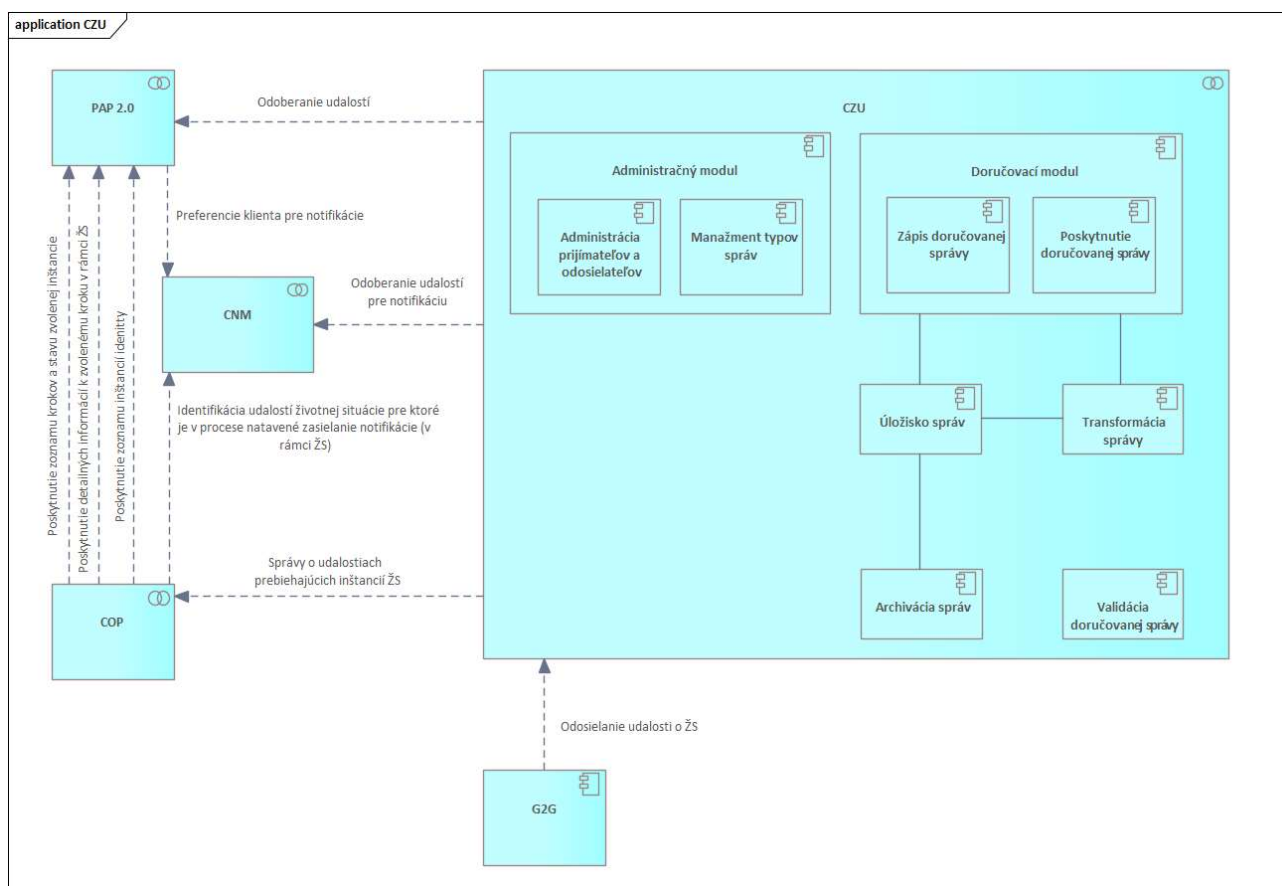 application CZU
PAP 2.0
Odoberanie udalostí
CZU
Administračný modul
Administrácia
prijímateľov a
odosielateľov
Manažment typov
správ
Doručovací modul
Zápis doručovanej
správy
Poskytnutie
doručovanej správy
Preferencie klienta pre notifikácie
CNM
Odoberanie udalostí
pre notifikáciu
Poskytnutie zoznamu krokov a stavu zvolenej inštancie
Poskytnutie detailných informácií k zvolenému kroku v rámci ŽS
Poskytnutie zoznamu inštancií idenitty
Identifikácia udalostí životnej situácie pre ktoré
je v procese natavené zasielanie notifikácie (v
rámci ŽS)
Úložisko správ
Transformácia
správy
Správy o udalostiach
prebiehajúcich inštancií ŽS
COP
Archivácia správ
Validácia
doručovanej správy
Odosielanie udalosti o ŽS
G2G